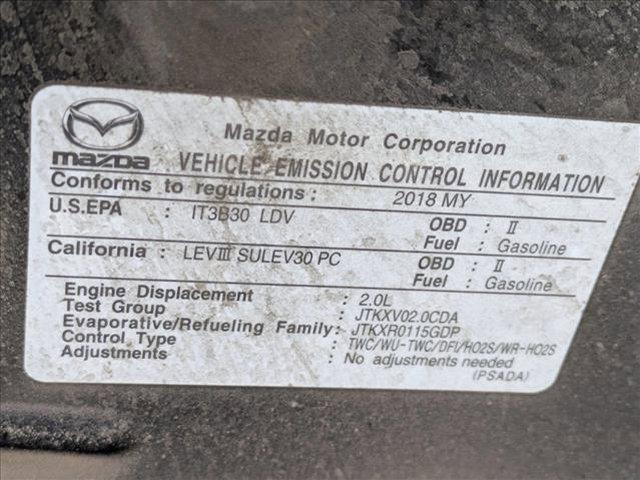 Mazda Motor Corporation
mazda VEHICLE EMISSION CONTROL INFORMATION
Conforms to regulations : 2018 MY
U.S.EPA : IT3B30 LDV OBD : II
Fuel : Gasoline
California : LEVIII SULEV30 PC OBD : II
Fuel : Gasoline
Engine Displacement : 2.0L
Test Group : JTKXV02.0CDA
Evaporative/Refueling Family: JTKXR0115GDP
Control Type : TWC/WU-TWC/DFI/HO2S/WR-HO2S
Adjustments : No adjustments needed
(PSADA)